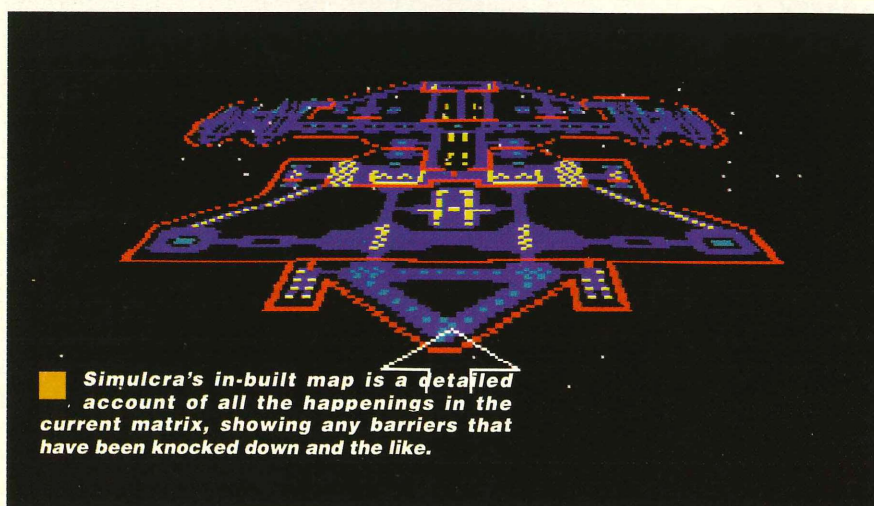 Simulcra's in-built map is a detailed
account of all the happenings in the
current matrix, showing any barriers that
have been knocked down and the like.